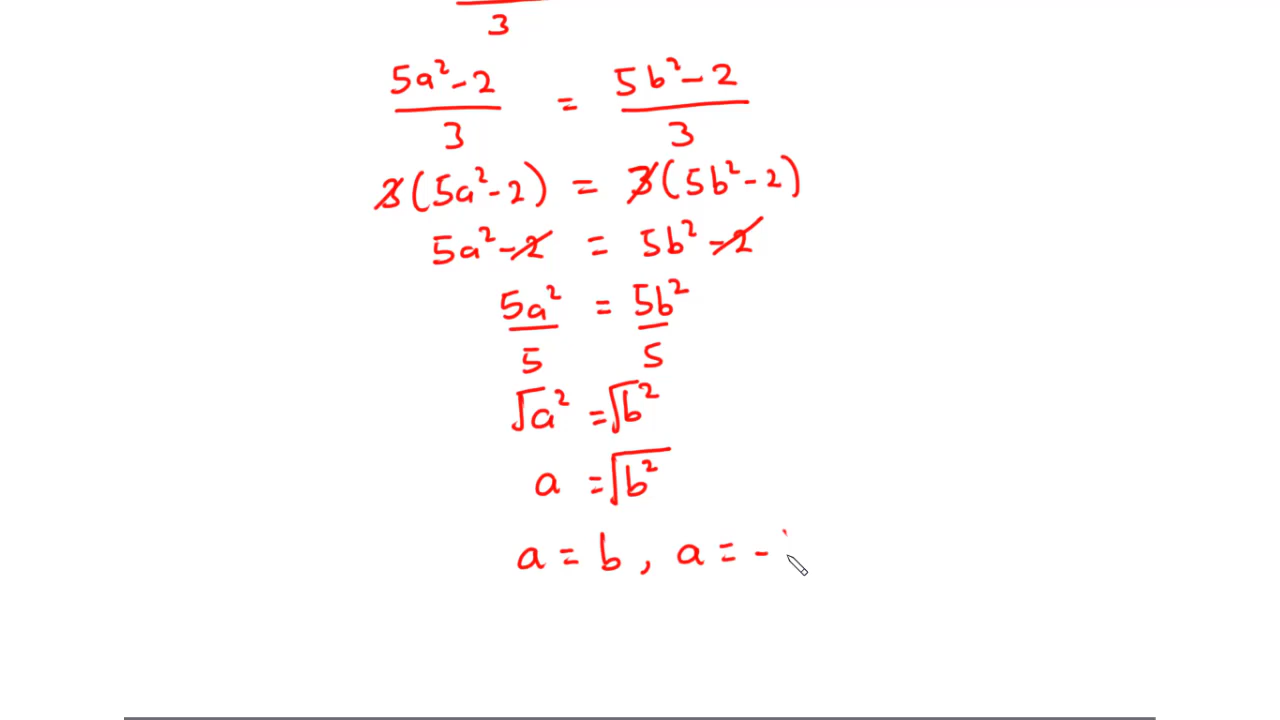 3
5a² - 2 / 3 = 5b² - 2 / 3
3(5a² - 2) = 3(5b² - 2)
5a² - 2 = 5b² - 2
5a² / 5 = 5b² / 5
√a² = √b²
a = √b²
a = b , a = -